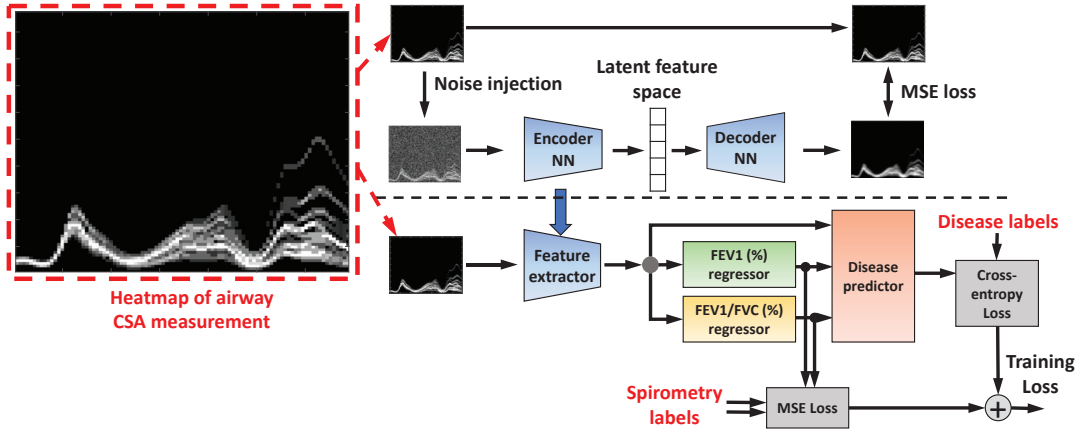 Heatmap of airway
CSA measurement
Noise injection
Latent feature
space
MSE loss
Encoder
NN
Decoder
NN
Feature
extractor
FEV1 (%)
regressor
FEV1/FVC (%)
regressor
Disease
predictor
Disease labels
Cross-
entropy
Loss
Training
Loss
Spirometry
labels
MSE Loss
+